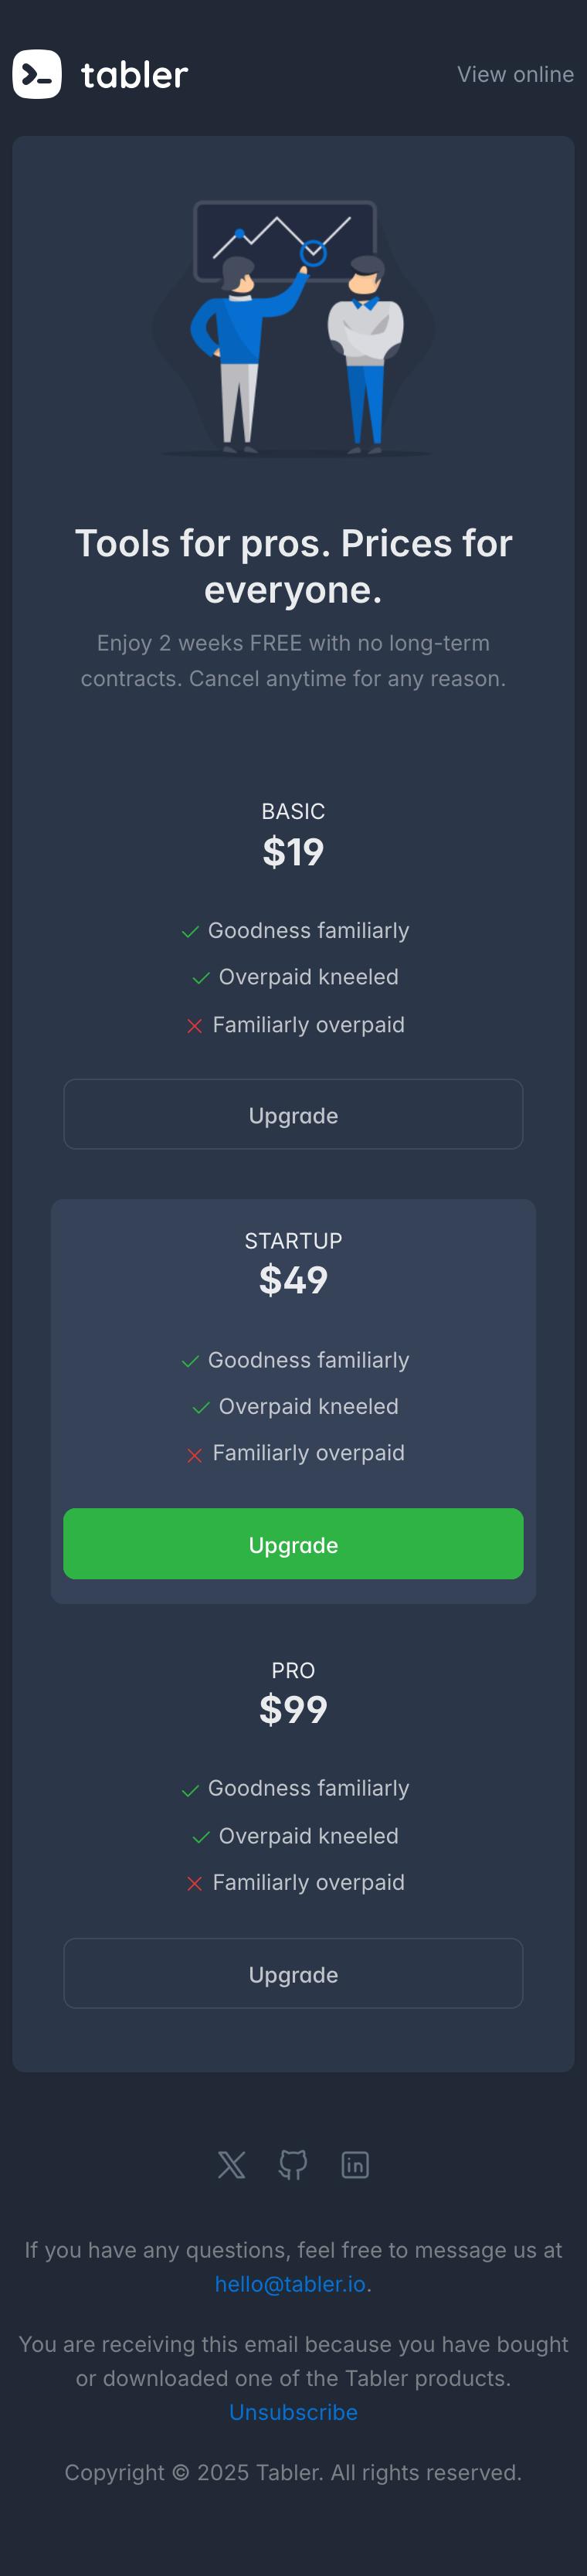 tabler
View online
Tools for pros. Prices for
everyone.
Enjoy 2 weeks FREE with no long-term
contracts. Cancel anytime for any reason.
BASIC
$19
Goodness familiarly
Overpaid kneeled
Familiarly overpaid
Upgrade
STARTUP
$49
Goodness familiarly
Overpaid kneeled
Familiarly overpaid
Upgrade
PRO
$99
Goodness familiarly
Overpaid kneeled
Familiarly overpaid
Upgrade
If you have any questions, feel free to message us at
hello@tabler.io.
You are receiving this email because you have bought
or downloaded one of the Tabler products.
Unsubscribe
Copyright © 2025 Tabler. All rights reserved.